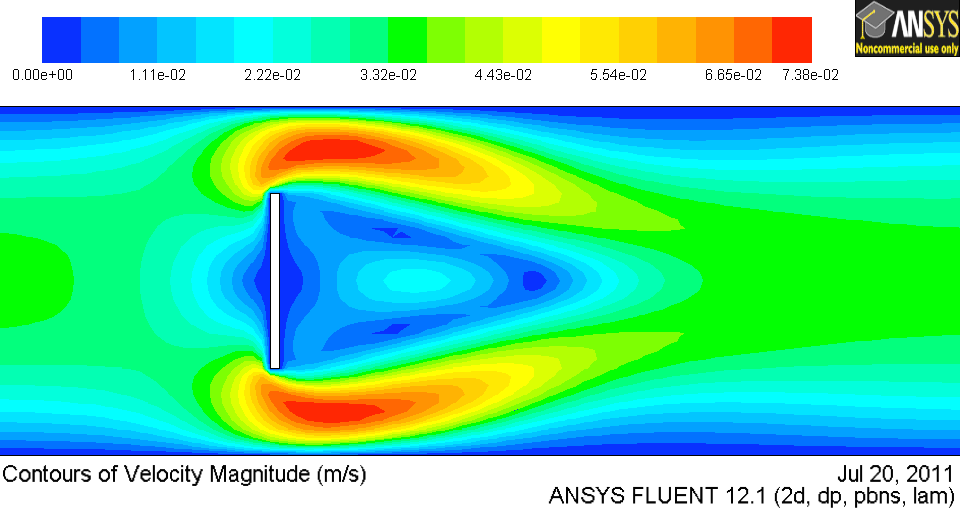 ANSYS
Noncommercial use only
0.00e+00 1.11e-02 2.22e-02 3.32e-02 4.43e-02 5.54e-02 6.65e-02 7.38e-02
Contours of Velocity Magnitude (m/s)
Jul 20, 2011
ANSYS FLUENT 12.1 (2d, dp, pbns, lam)